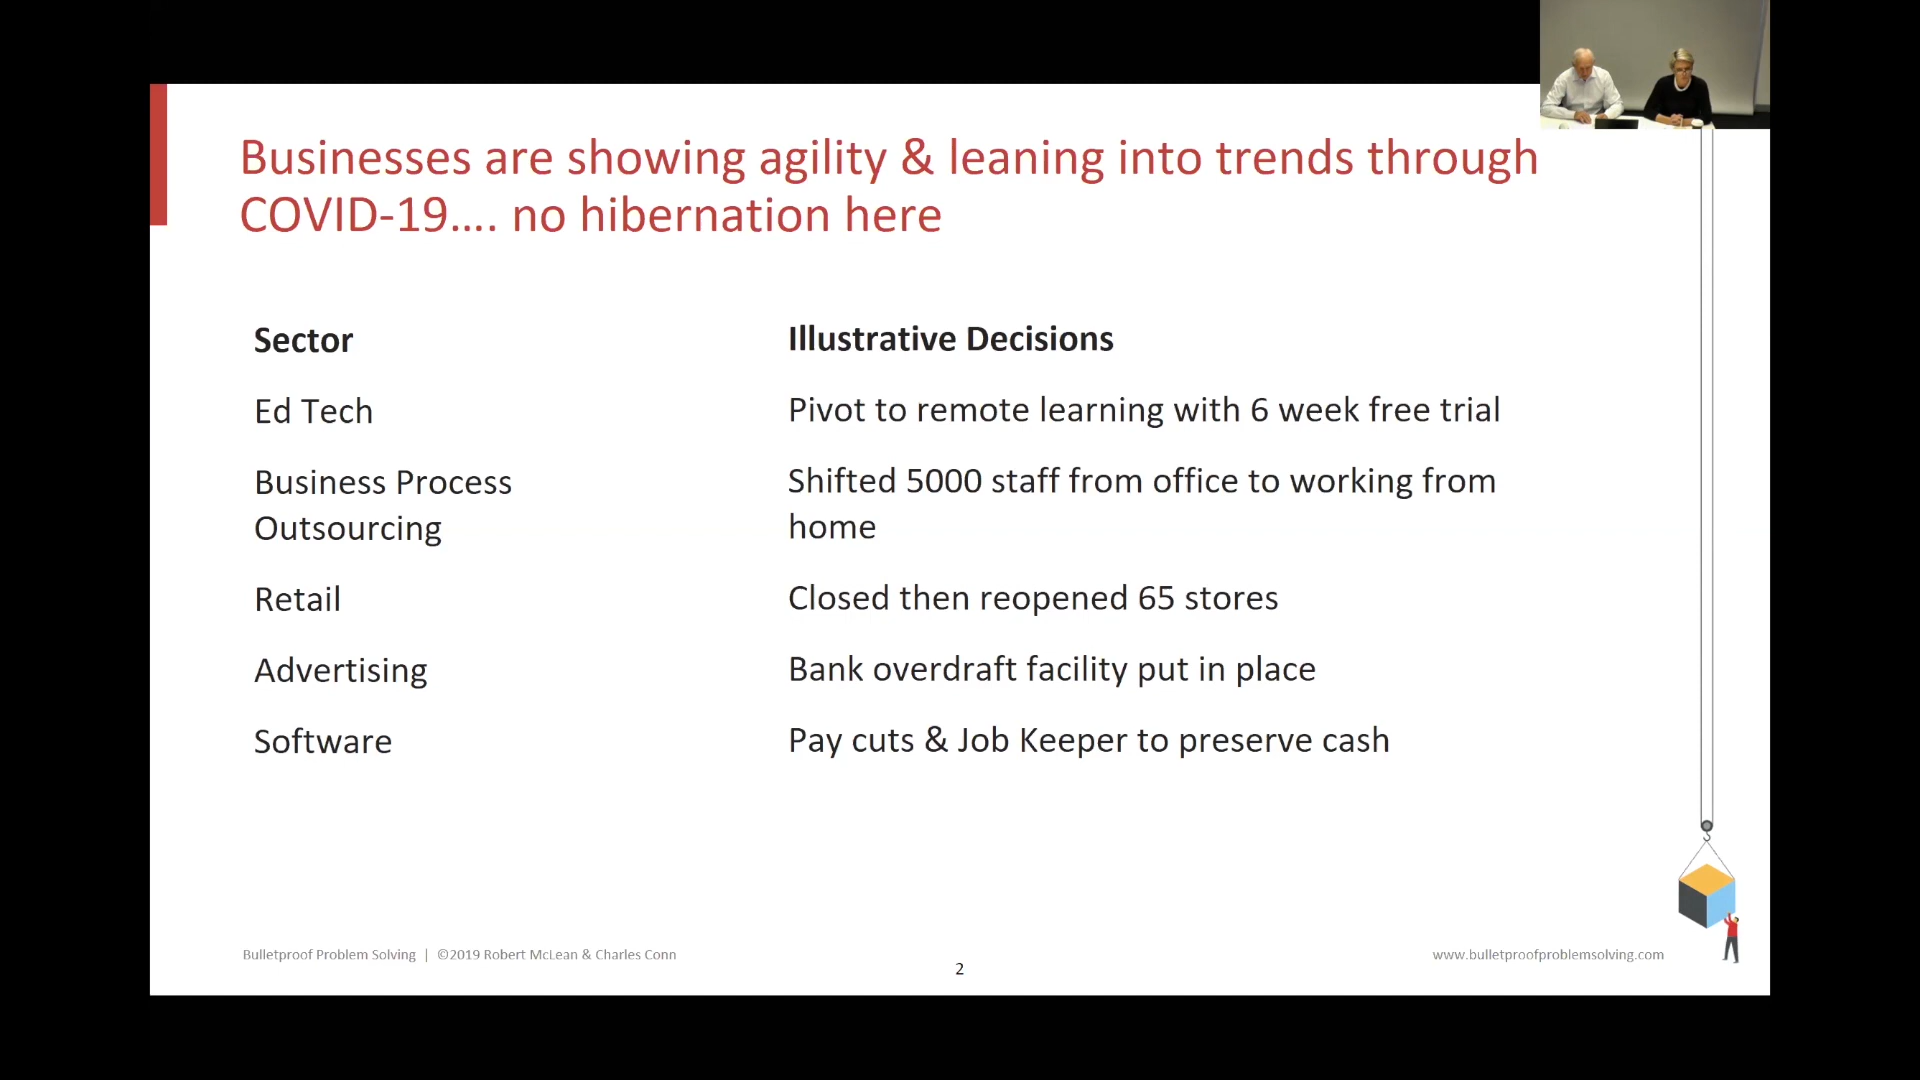 Businesses are showing agility & leaning into trends through
COVID-19.... no hibernation here
Sector
Illustrative Decisions
Ed Tech
Pivot to remote learning with 6 week free trial
Business Process
Outsourcing
Shifted 5000 staff from office to working from
home
Retail
Closed then reopened 65 stores
Advertising
Bank overdraft facility put in place
Software
Pay cuts & Job Keeper to preserve cash
Bulletproof Problem Solving | ©2019 Robert McLean & Charles Conn
www.bulletproofproblemsolving.com
2